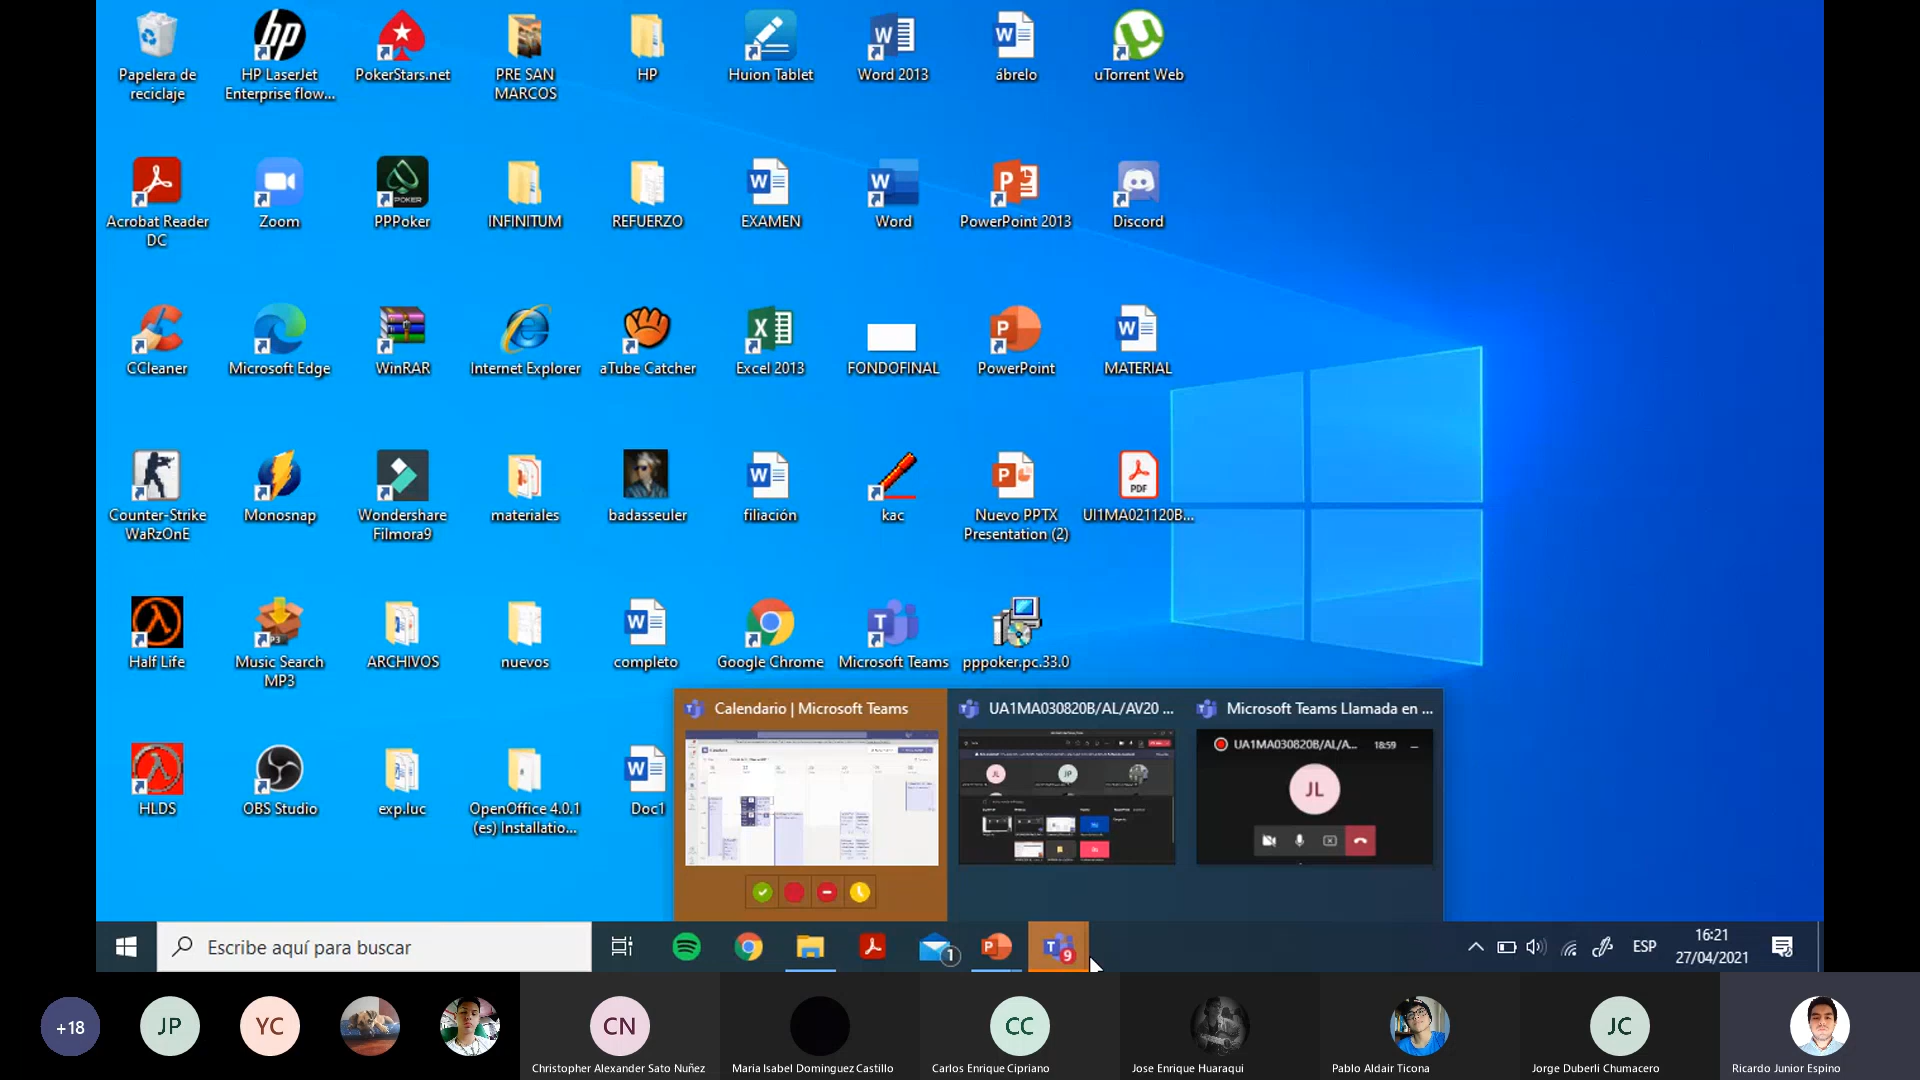 Papelera de
reciclaje
HP LaserJet
Enterprise flow...
PokerStars.net
PRE SAN
MARCOS
HP
Huion Tablet
Word 2013
ábrelo
uTorrent Web
Acrobat Reader
DC
Zoom
PPPoker
INFINITUM
REFUERZO
EXAMEN
Word
PowerPoint 2013
Discord
CCleaner
Microsoft Edge
WinRAR
Internet Explorer
aTube Catcher
Excel 2013
FONDOFINAL
PowerPoint
MATERIAL
Counter-Strike
WaRzOnE
Monosnap
Wondershare
Filmora9
materiales
badasseuler
filiación
kac
Nuevo PPTX
Presentation (2)
PDF
UI1MA021120B...
Half Life
Music Search
MP3
ARCHIVOS
nuevos
completo
Google Chrome
Microsoft Teams
pppoker.pc.33.0
HLDS
OBS Studio
exp.luc
OpenOffice 4.0.1
(es) Installatio...
Doc1
Calendario | Microsoft Teams
UA1MA030820B/AL/AV20 ...
Microsoft Teams Llamada en ...
UA1MA030820B/AL/A... 18:59
JL
JL
JP
Escribe aquí para buscar
1
9
ESP
16:21
27/04/2021
+18
JP
YC
CN
CC
JC
Christopher Alexander Sato Nuñez
Maria Isabel Dominguez Castillo
Carlos Enrique Cipriano
Jose Enrique Huaraqui
Pablo Aldair Ticona
Jorge Duberli Chumacero
Ricardo Junior Espino